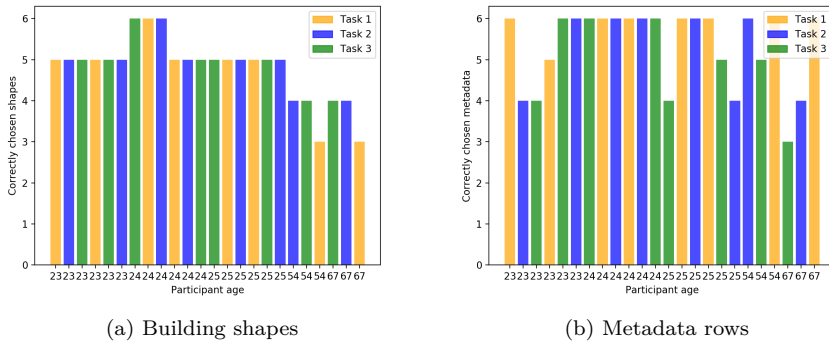 6
5
4
3
2
1
0
Correctly chosen shapes
Task 1
Task 2
Task 3
23 23 23 23 23 23 24 24 24 24 24 24 25 25 25 25 25 25 54 54 54 67 67 67
Participant age
(a) Building shapes
6
5
4
3
2
1
0
Correctly chosen metadata
Task 1
Task 2
Task 3
23 23 23 23 23 23 24 24 24 24 24 24 25 25 25 25 25 25 54 54 54 67 67 67
Participant age
(b) Metadata rows